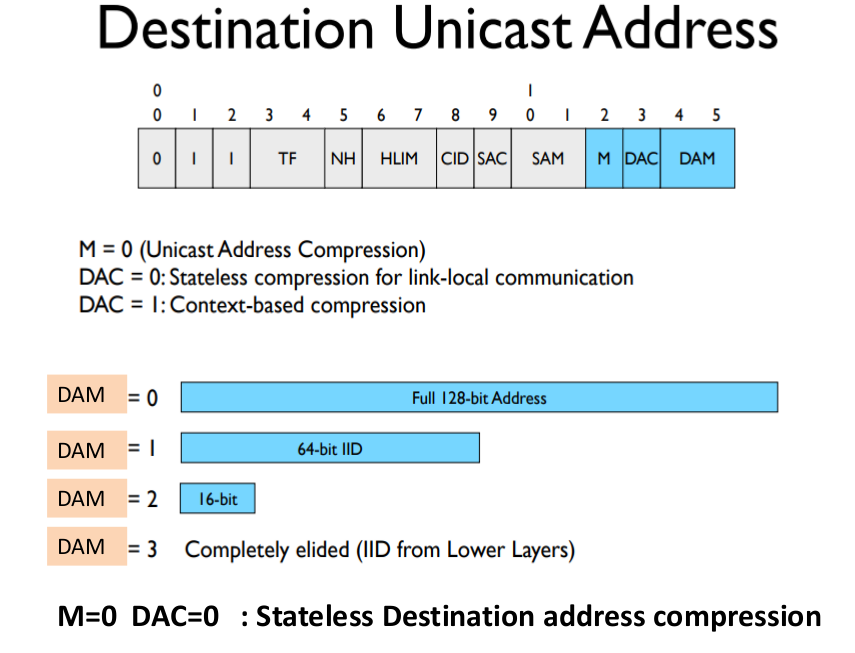 Destination Unicast Address
0 1
0 1 2 3 4 5 6 7 8 9 0 1 2 3 4 5
0 1 1 TF NH HLIM CID SAC SAM M DAC DAM
M = 0 (Unicast Address Compression)
DAC = 0: Stateless compression for link-local communication
DAC = 1: Context-based compression
DAM = 0 Full 128-bit Address
DAM = 1 64-bit IID
DAM = 2 16-bit
DAM = 3 Completely elided (IID from Lower Layers)
M=0 DAC=0 : Stateless Destination address compression